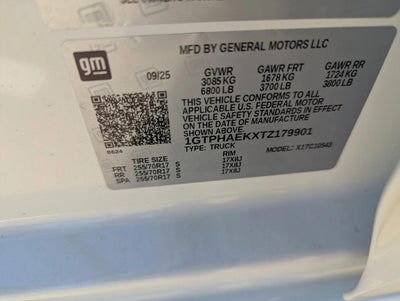 MFD BY GENERAL MOTORS LLC
gm
09/25 GVWR GAWR FRT GAWR RR
3085 KG 1678 KG 1724 KG
6800 LB 3700 LB 3800 LB
THIS VEHICLE CONFORMS TO ALL
APPLICABLE U.S. FEDERAL MOTOR
VEHICLE SAFETY STANDARDS IN
EFFECT ON THE DATE OF
MANUFACTURE SHOWN ABOVE
1GTPHAEKXTZ179901
TYPE: TRUCK MODEL: X1TC10543
TIRE SIZE RIM
FRT 255/70R17 S 17X8J
RR 255/70R17 S 17X8J
SPA 255/70R17 S 17X8J